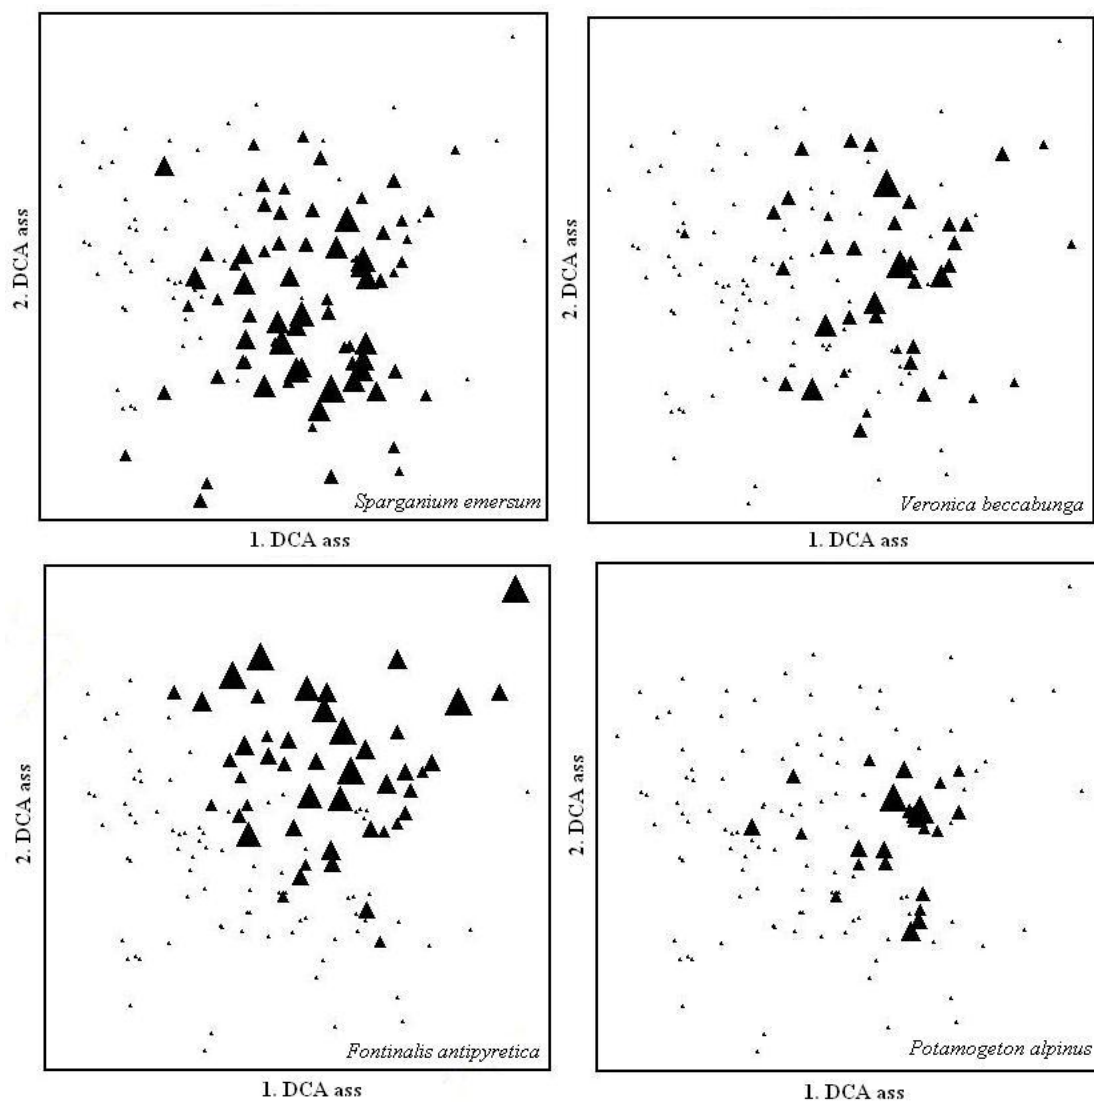 2. DCA ass
Sparganium emersum
1. DCA ass
2. DCA ass
Veronica beccabunga
1. DCA ass
2. DCA ass
Fontinalis antipyretica
1. DCA ass
2. DCA ass
Potamogeton alpinus
1. DCA ass